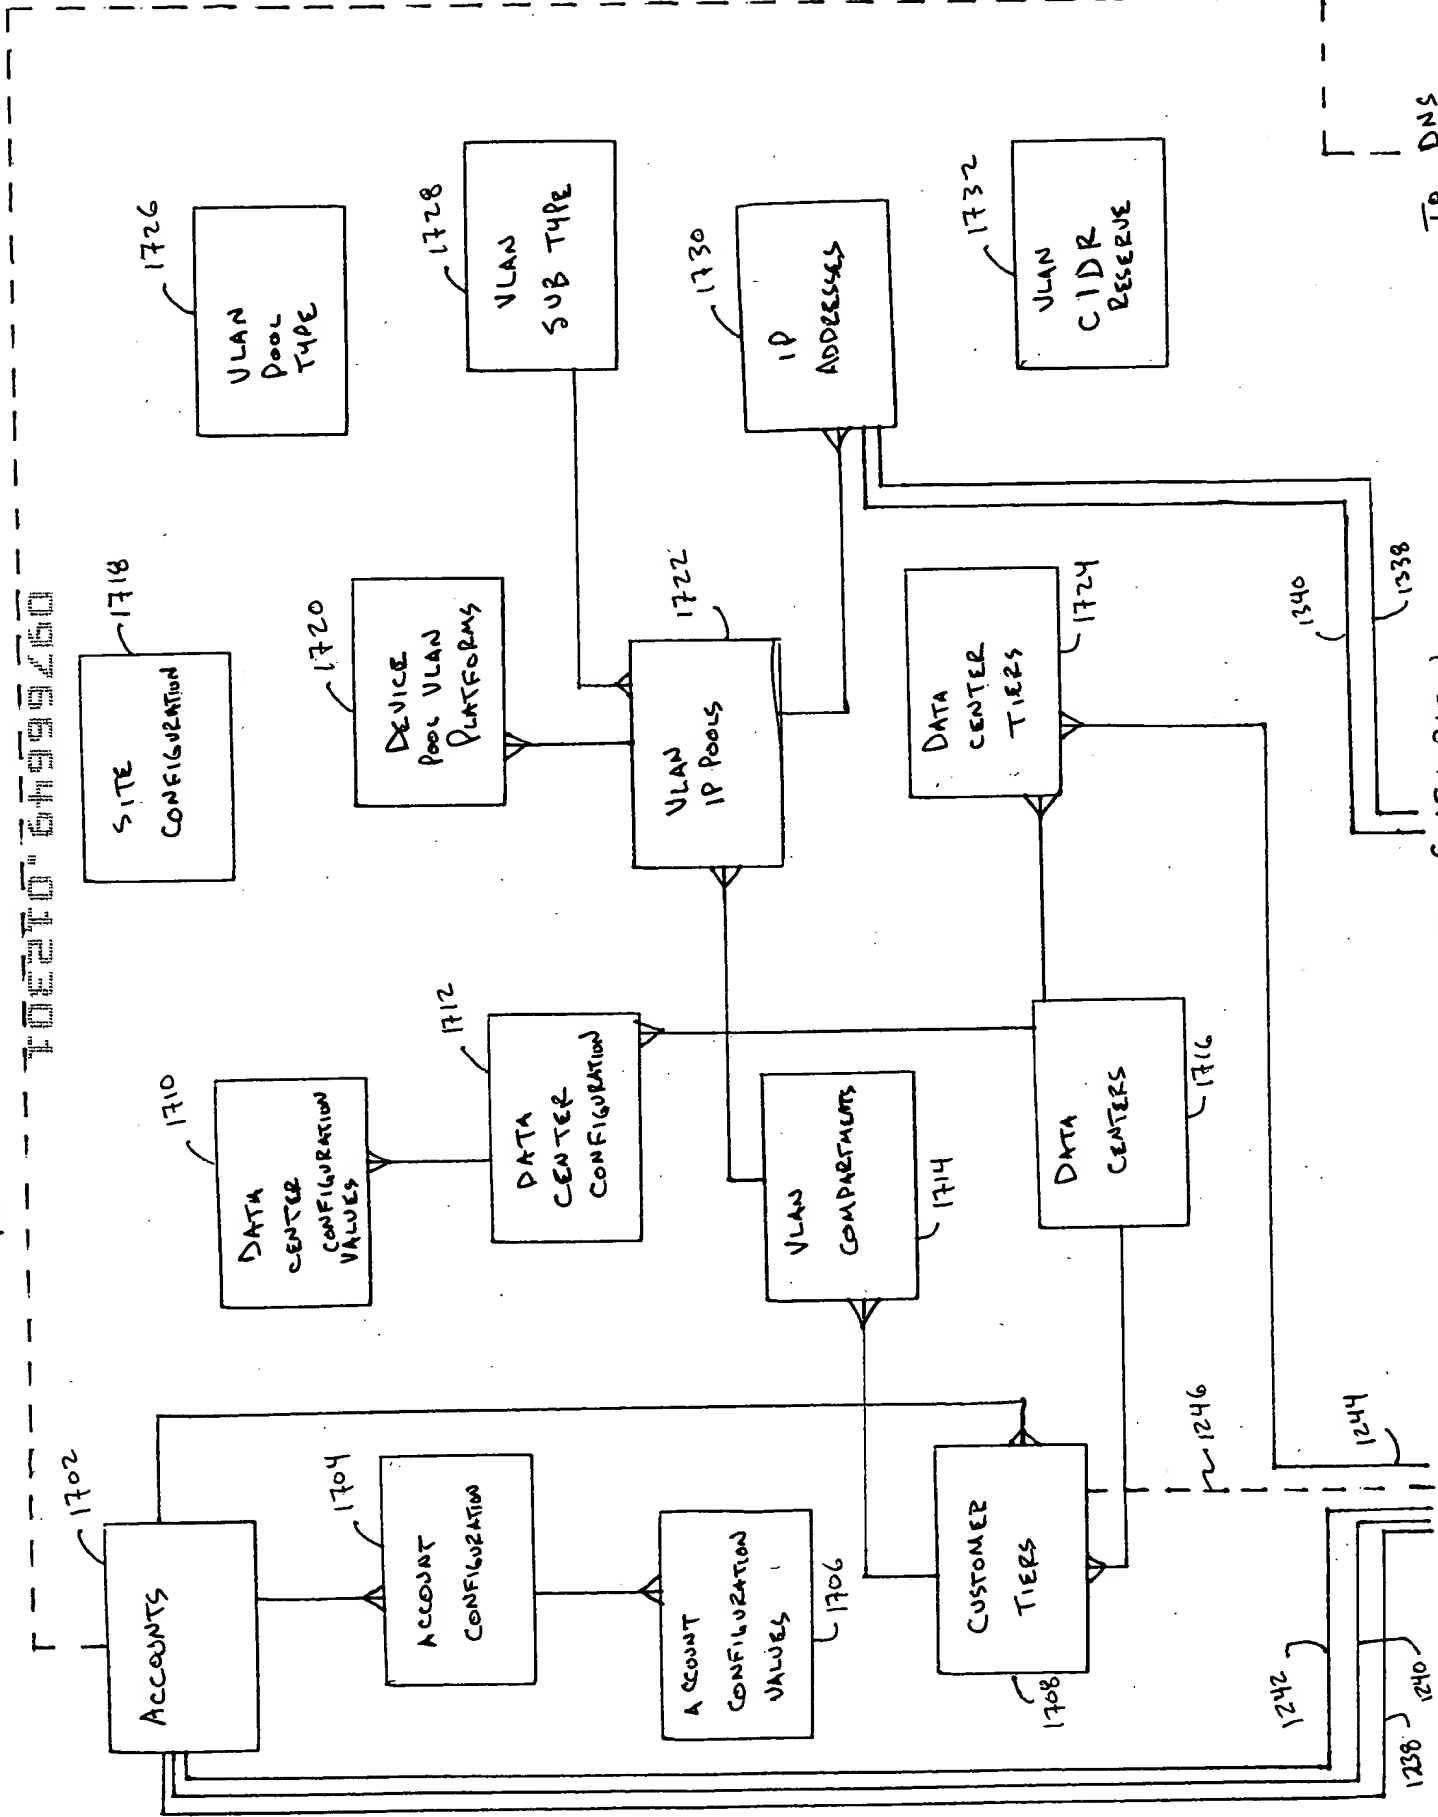 1702
ACCOUNTS
1704
ACCOUNT
CONFIGURATION
ACCOUNT
CONFIGURATION
VALUES
1706
CUSTOMER
TIERS
1708
1242
1238
1240
1246
1244
1710
DATA
CENTER
CONFIGURATION
VALUES
1712
DATA
CENTER
CONFIGURATION
VLAN
COMPARTMENTS
1714
DATA
CENTERS
1716
09766649.012301
1718
SITE
CONFIGURATION
1720
DEVICE
POOL VLAN
PLATFORMS
1722
VLAN
IP POOLS
DATA
CENTER
TIERS
1724
1340
1338
1726
VLAN
POOL
TYPE
1728
VLAN
SUB TYPE
1730
IP
ADDRESSES
1732
VLAN
CIDR
RESERVE
DNS